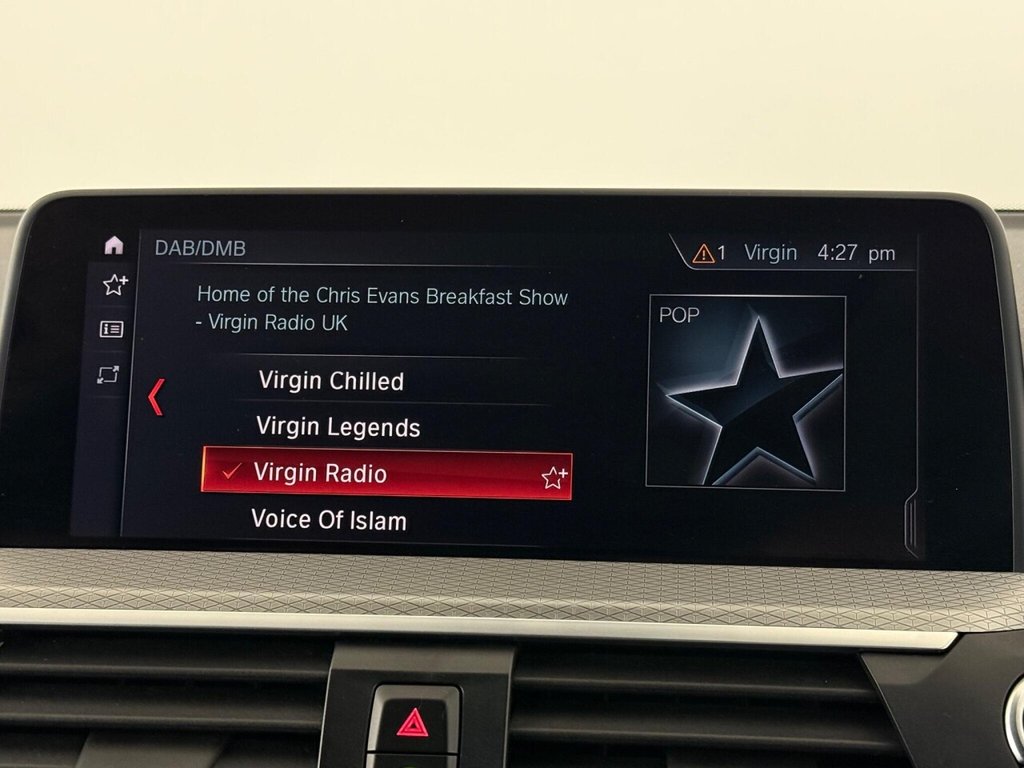 DAB/DMB
1 Virgin 4:27 pm
Home of the Chris Evans Breakfast Show
- Virgin Radio UK
POP
Virgin Chilled
Virgin Legends
Virgin Radio
Voice Of Islam